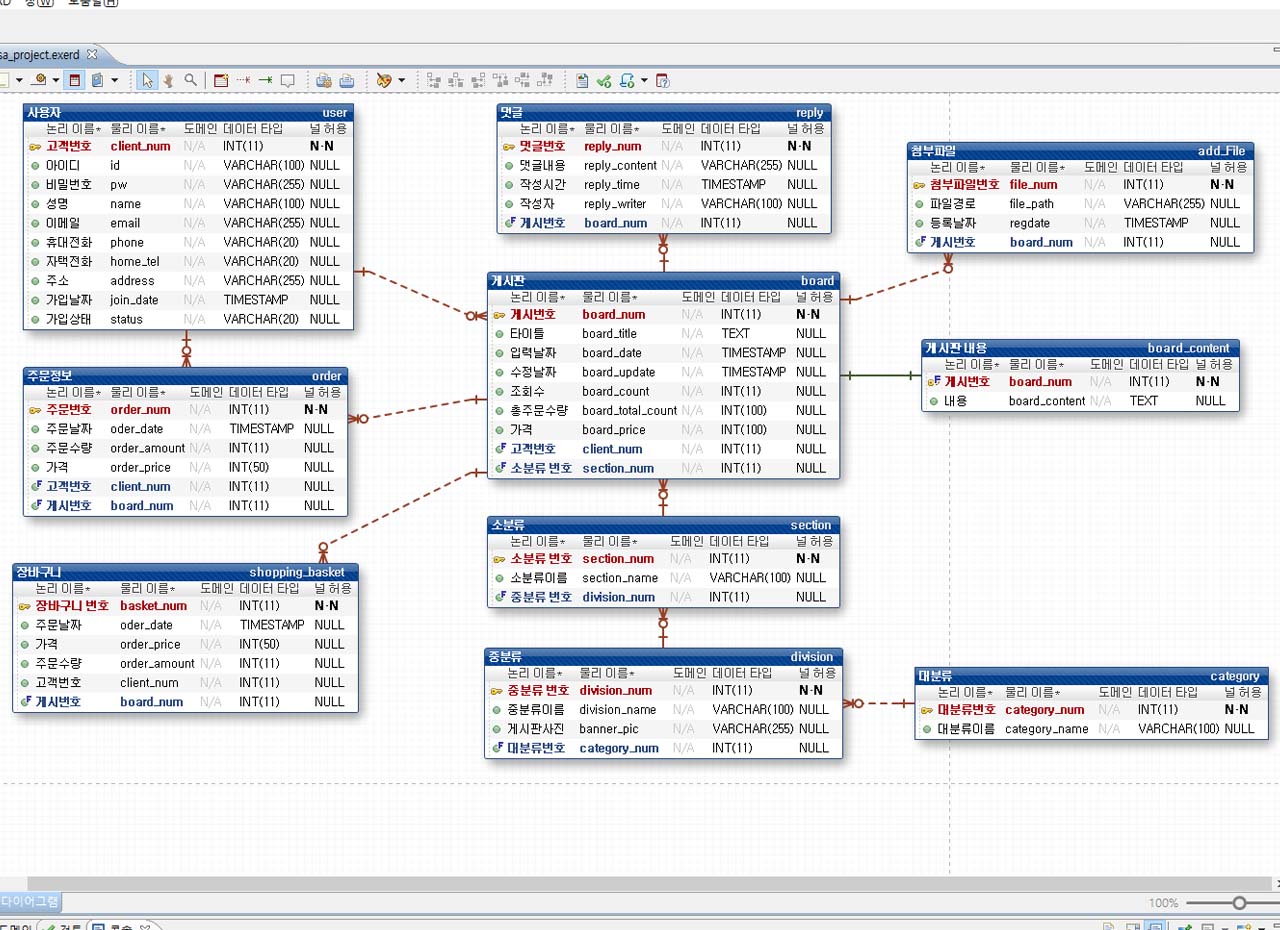 창(W) 도움말(H)
sa_project.exerd
사용자 user
논리 이름* 물리 이름* 도메인 데이터 타입 널 허용
고객번호 client_num N/A INT(11) N-N
아이디 id N/A VARCHAR(100) NULL
비밀번호 pw N/A VARCHAR(255) NULL
성명 name N/A VARCHAR(100) NULL
이메일 email N/A VARCHAR(255) NULL
휴대전화 phone N/A VARCHAR(20) NULL
자택전화 home_tel N/A VARCHAR(20) NULL
주소 address N/A VARCHAR(255) NULL
가입날짜 join_date N/A TIMESTAMP NULL
가입상태 status N/A VARCHAR(20) NULL
댓글 reply
논리 이름* 물리 이름* 도메인 데이터 타입 널 허용
댓글번호 reply_num N/A INT(11) N-N
댓글내용 reply_content N/A VARCHAR(255) NULL
작성시간 reply_time N/A TIMESTAMP NULL
작성자 reply_writer N/A VARCHAR(100) NULL
게시번호 board_num N/A INT(11) NULL
첨부파일 add_File
논리 이름* 물리 이름* 도메인 데이터 타입 널 허용
첨부파일번호 file_num N/A INT(11) N-N
파일경로 file_path N/A VARCHAR(255) NULL
등록날짜 regdate N/A TIMESTAMP NULL
게시번호 board_num N/A INT(11) NULL
게시판 board
논리 이름* 물리 이름* 도메인 데이터 타입 널 허용
게시번호 board_num N/A INT(11) N-N
타이틀 board_title N/A TEXT NULL
입력날짜 board_date N/A TIMESTAMP NULL
수정날짜 board_update N/A TIMESTAMP NULL
조회수 board_count N/A INT(11) NULL
총주문수량 board_total_count N/A INT(100) NULL
가격 board_price N/A INT(100) NULL
고객번호 client_num N/A INT(11) NULL
소분류 번호 section_num N/A INT(11) NULL
게시판 내용 board_content
논리 이름* 물리 이름* 도메인 데이터 타입 널 허용
게시번호 board_num N/A INT(11) N-N
내용 board_content N/A TEXT NULL
주문정보 order
논리 이름* 물리 이름* 도메인 데이터 타입 널 허용
주문번호 order_num N/A INT(11) N-N
주문날짜 oder_date N/A TIMESTAMP NULL
주문수량 order_amount N/A INT(11) NULL
가격 order_price N/A INT(50) NULL
고객번호 client_num N/A INT(11) NULL
게시번호 board_num N/A INT(11) NULL
소분류 section
논리 이름* 물리 이름* 도메인 데이터 타입 널 허용
소분류 번호 section_num N/A INT(11) N-N
소분류이름 section_name N/A VARCHAR(100) NULL
중분류 번호 division_num N/A INT(11) NULL
장바구니 shopping_basket
논리 이름* 물리 이름* 도메인 데이터 타입 널 허용
장바구니 번호 basket_num N/A INT(11) N-N
주문날짜 oder_date N/A TIMESTAMP NULL
가격 order_price N/A INT(50) NULL
주문수량 order_amount N/A INT(11) NULL
고객번호 client_num N/A INT(11) NULL
게시번호 board_num N/A INT(11) NULL
중분류 division
논리 이름* 물리 이름* 도메인 데이터 타입 널 허용
중분류 번호 division_num N/A INT(11) N-N
중분류이름 division_name N/A VARCHAR(100) NULL
게시판사진 banner_pic N/A VARCHAR(255) NULL
대분류번호 category_num N/A INT(11) NULL
대분류 category
논리 이름* 물리 이름* 도메인 데이터 타입 널 허용
대분류번호 category_num N/A INT(11) N-N
대분류이름 category_name N/A VARCHAR(100) NULL
다이어그램 100%